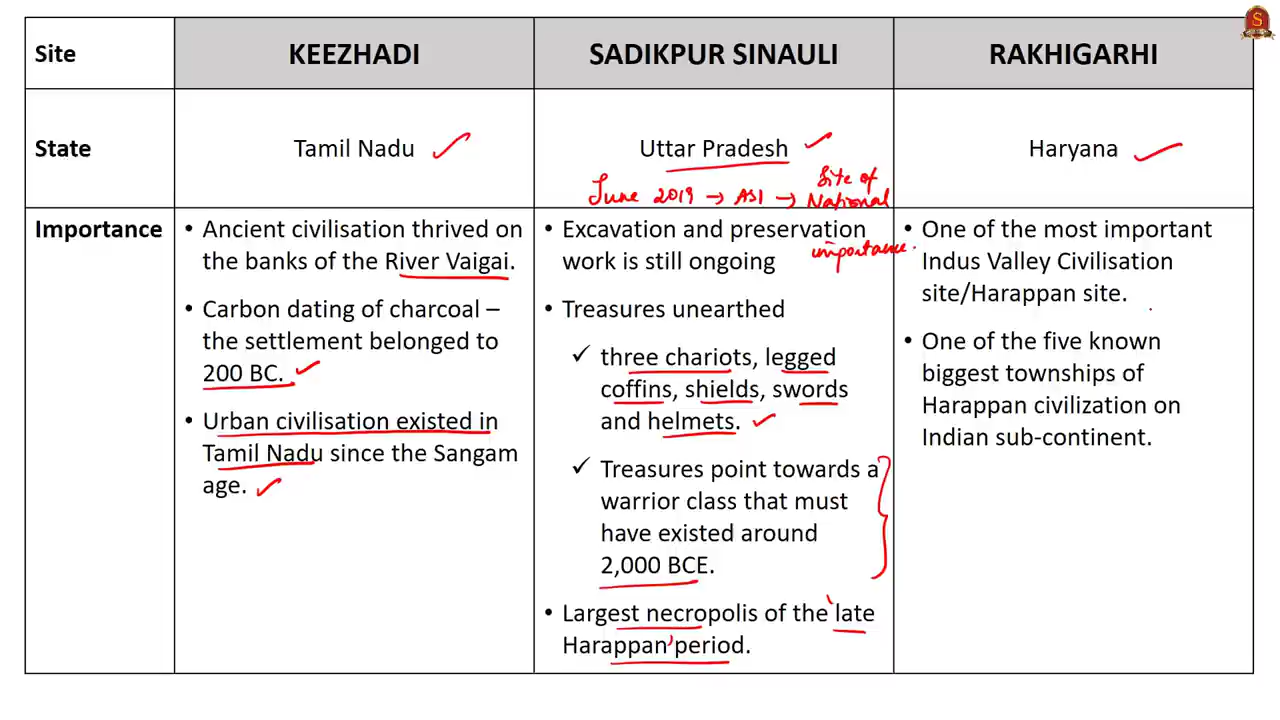 Site
KEEZHADI
SADIKPUR SINAULI
RAKHIGARHI
State
Tamil Nadu
Uttar Pradesh
Haryana
June 2019 → ASI → Site of
National
importance.
Importance
• Ancient civilisation thrived on
the banks of the River Vaigai.
• Carbon dating of charcoal –
the settlement belonged to
200 BC.
• Urban civilisation existed in
Tamil Nadu since the Sangam
age.
• Excavation and preservation
work is still ongoing
• Treasures unearthed
✓ three chariots, legged
coffins, shields, swords
and helmets.
✓ Treasures point towards a
warrior class that must
have existed around
2,000 BCE.
• Largest necropolis of the 'late
Harappan' period.
• One of the most important
Indus Valley Civilisation
site/Harappan site.
• One of the five known
biggest townships of
Harappan civilization on
Indian sub-continent.
S